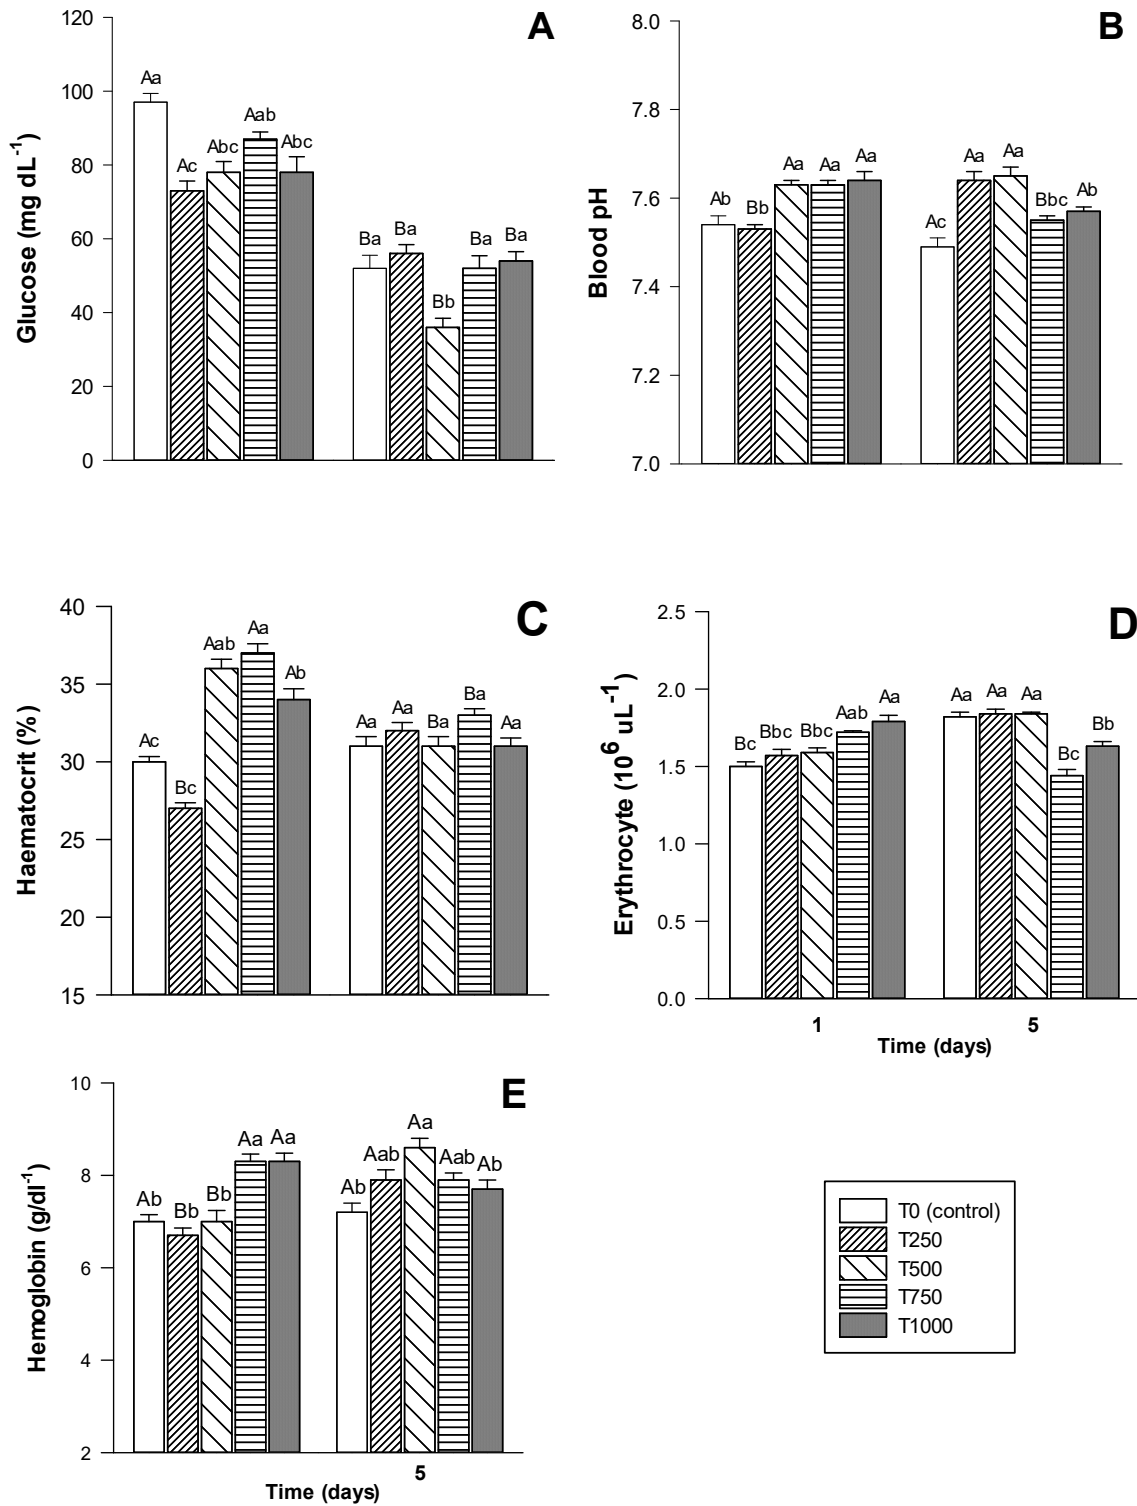 A
120
100
80
60
40
20
0
Glucose (mg dL-1)
Aa
Ac
Abc
Aab
Abc
Ba
Ba
Bb
Ba
Ba
B
8.0
7.8
7.6
7.4
7.2
7.0
Blood pH
Ab
Bb
Aa
Aa
Aa
Ac
Aa
Aa
Bbc
Ab
C
40
35
30
25
20
15
Haematocrit (%)
Ac
Bc
Aab
Aa
Ab
Aa
Aa
Ba
Ba
Aa
D
2.5
2.0
1.5
1.0
0.5
0.0
Erythrocyte (10^6 uL-1)
Bc
Bbc
Bbc
Aab
Aa
Aa
Aa
Aa
Bc
Bb
1
5
Time (days)
E
10
8
6
4
2
Hemoglobin (g/dl-1)
Ab
Bb
Bb
Aa
Aa
Ab
Aab
Aa
Aab
Ab
5
Time (days)
T0 (control)
T250
T500
T750
T1000